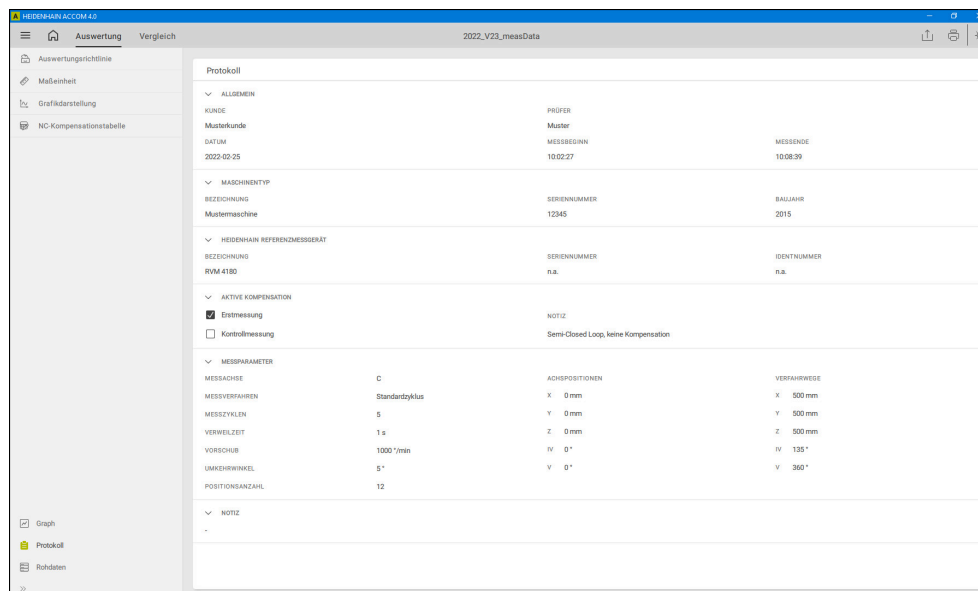 HEIDENHAIN ACCOM 4.0
Auswertung Vergleich 2022_V23_measData
Auswertungsrichtlinie
Maßeinheit
Grafikdarstellung
NC-Kompensationstabelle
Graph
Protokoll
Rohdaten
Protokoll
ALLGEMEIN
KUNDE PRÜFER
Musterkunde Muster
DATUM MESSBEGINN MESSENDE
2022-02-25 10:02:27 10:08:39
MASCHINENTYP
BEZEICHNUNG SERIENNUMMER BAUJAHR
Mustermaschine 12345 2015
HEIDENHAIN REFERENZMESSGERÄT
BEZEICHNUNG SERIENNUMMER IDENTNUMMER
RVM 4180 n.a. n.a.
AKTIVE KOMPENSATION
Erstmessung NOTIZ
Kontrollmessung Semi-Closed Loop, keine Kompensation
MESSPARAMETER
MESSACHSE C ACHSPOSITIONEN VERFAHRWEGE
MESSVERFAHREN Standardzyklus X 0 mm X 500 mm
MESSZYKLEN 5 Y 0 mm Y 500 mm
VERWEILZEIT 1 s Z 0 mm Z 500 mm
VORSCHUB 1000 °/min IV 0 ° IV 135 °
UMKEHRWINKEL 5 ° V 0 ° V 360 °
POSITIONSANZAHL 12
NOTIZ
-